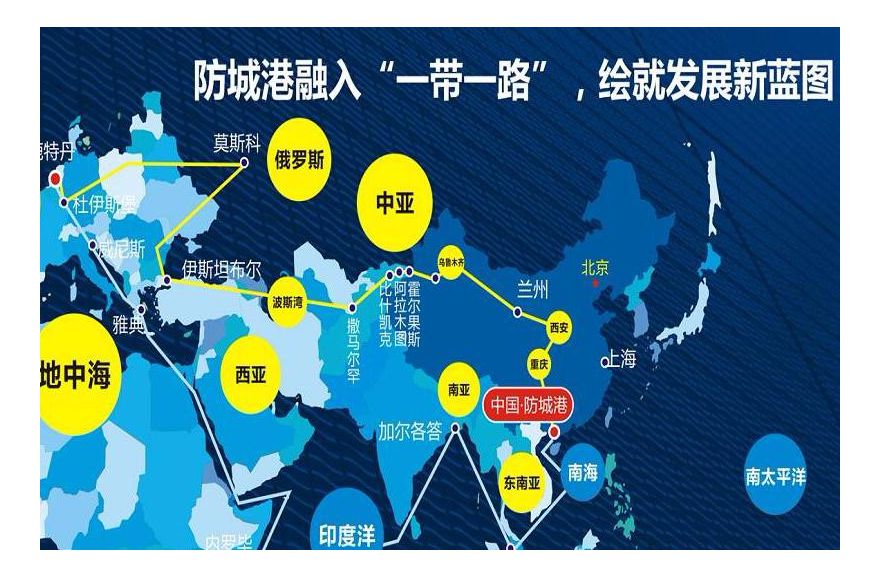 防城港融入“一带一路”，绘就发展新蓝图
莫斯科
俄罗斯
特丹
中亚
杜伊斯堡
威尼斯
伊斯坦布尔
乌鲁木齐
北京
波斯湾
比什凯克
阿拉木图
霍尔果斯
兰州
雅典
撒马尔罕
西安
上海
地中海
西亚
重庆
南亚
中国·防城港
加尔各答
东南亚
南海
南太平洋
印度洋
内罗毕